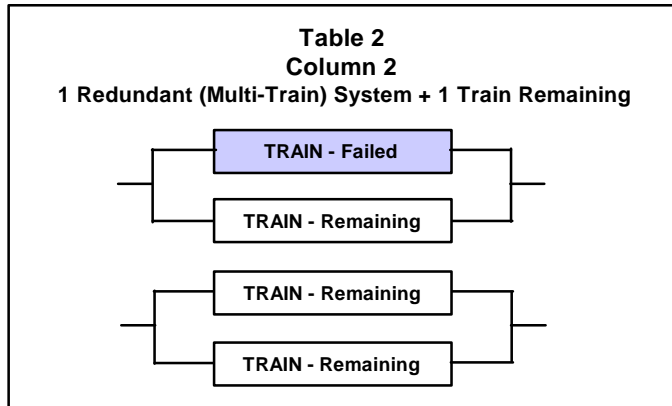 Table 2
Column 2
1 Redundant (Multi-Train) System + 1 Train Remaining
TRAIN - Failed
TRAIN - Remaining
TRAIN - Remaining
TRAIN - Remaining